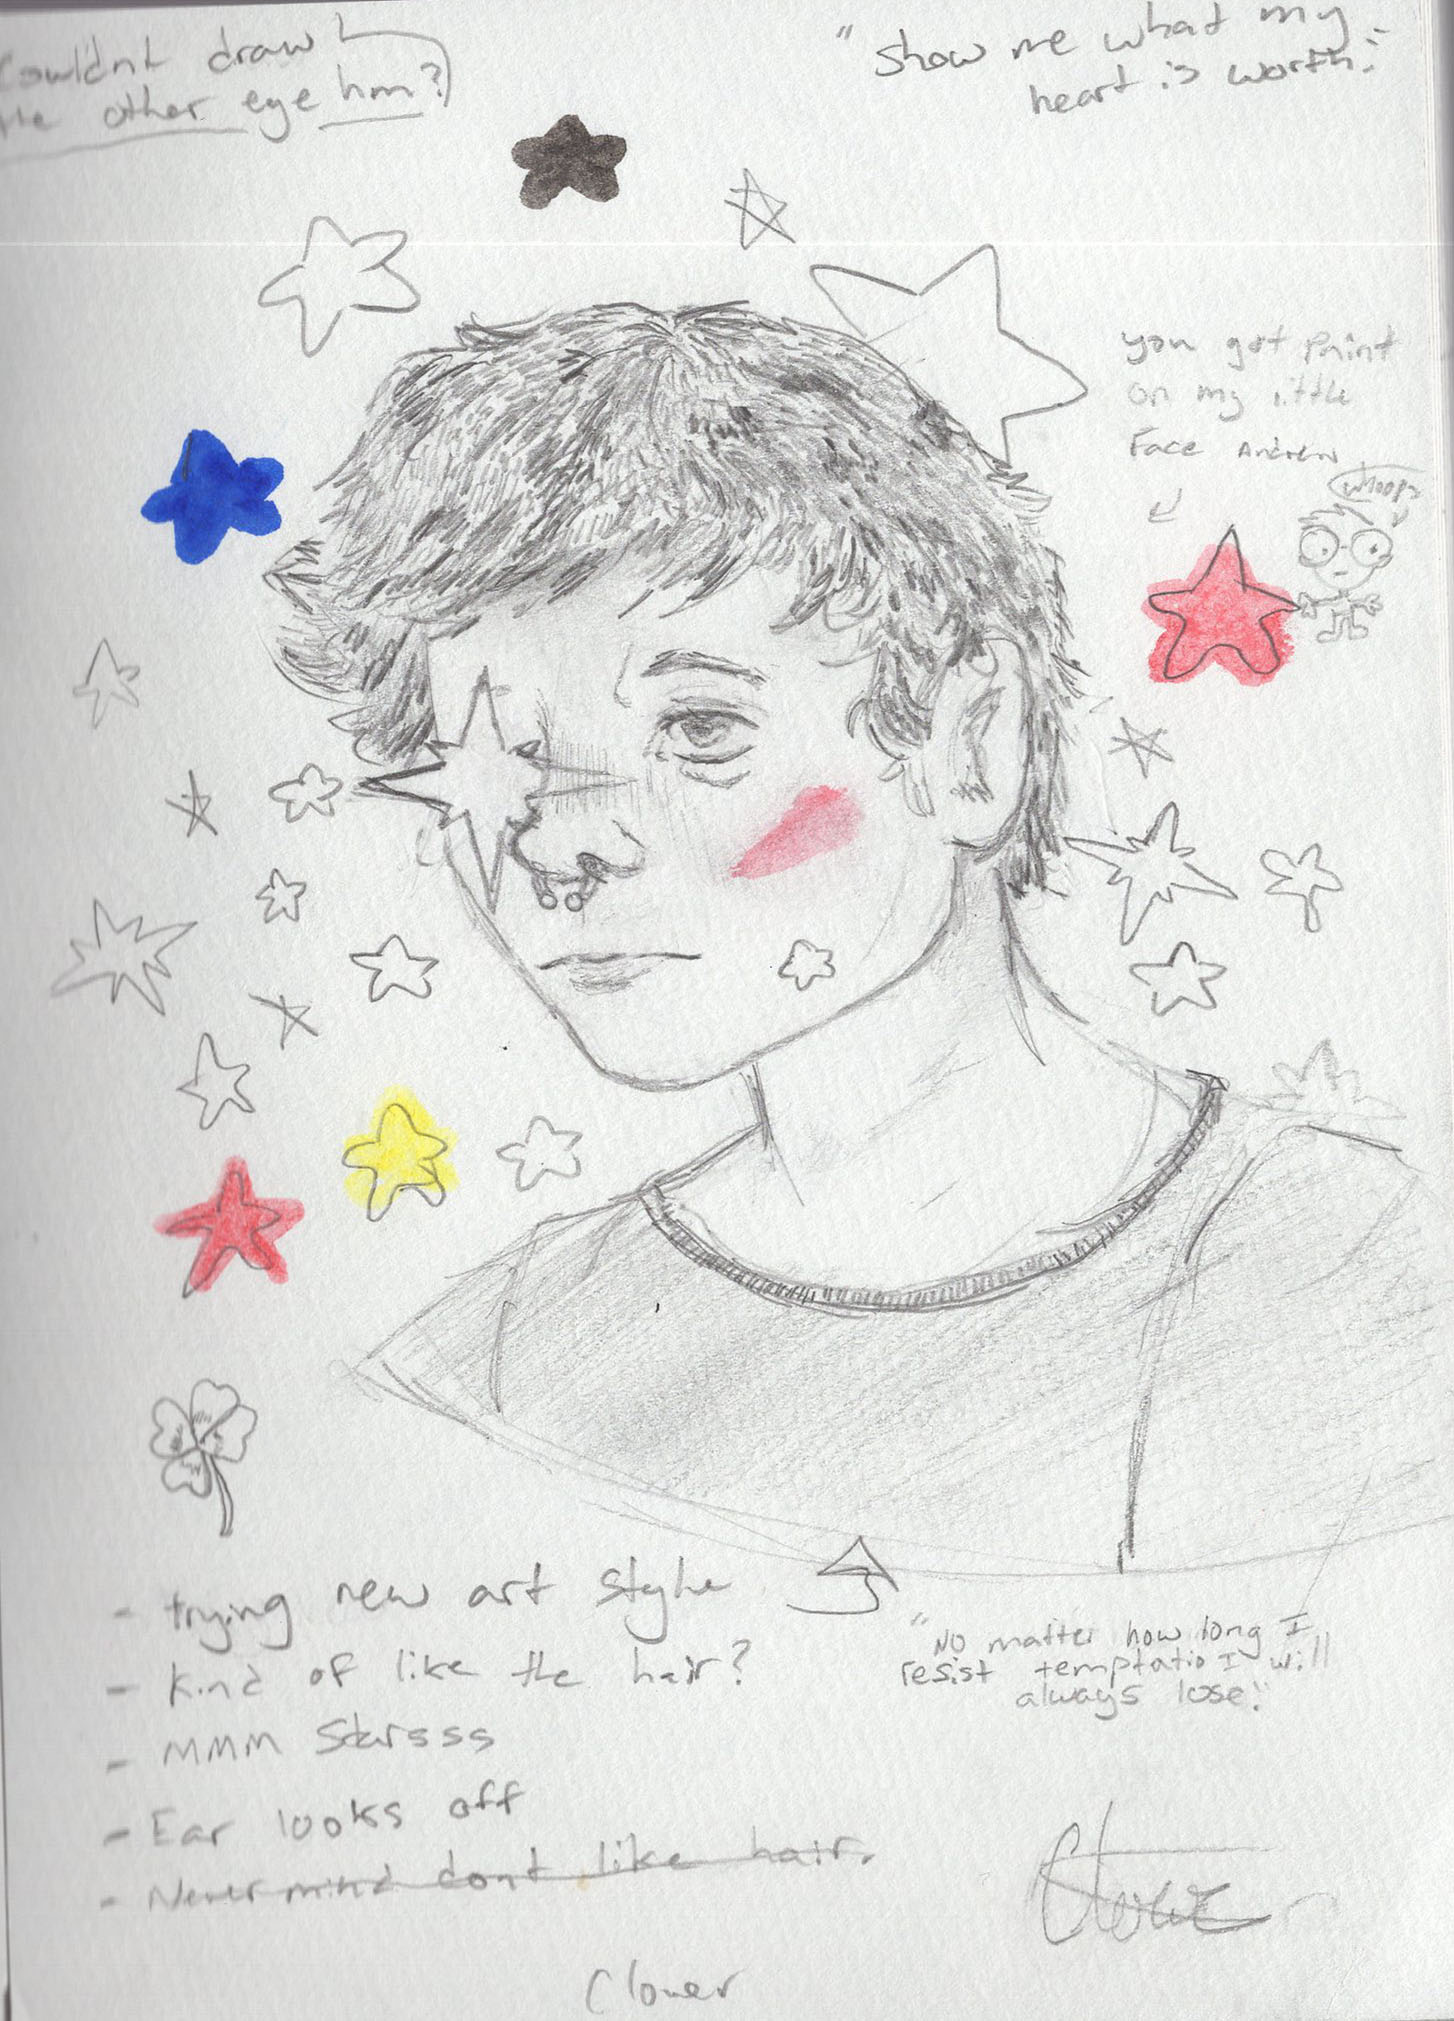 Couldnt draw
the other eye hm?
"show me what my
heart is worth."
you got paint
on my little
Face Andrew
whoops
- trying new art style
- Kind of like the hair?
- MMM Starsss
- Ear looks off
- Nevermind dont like hair.
"No matter how long I
resist temptatio I will
always lose."
Clover